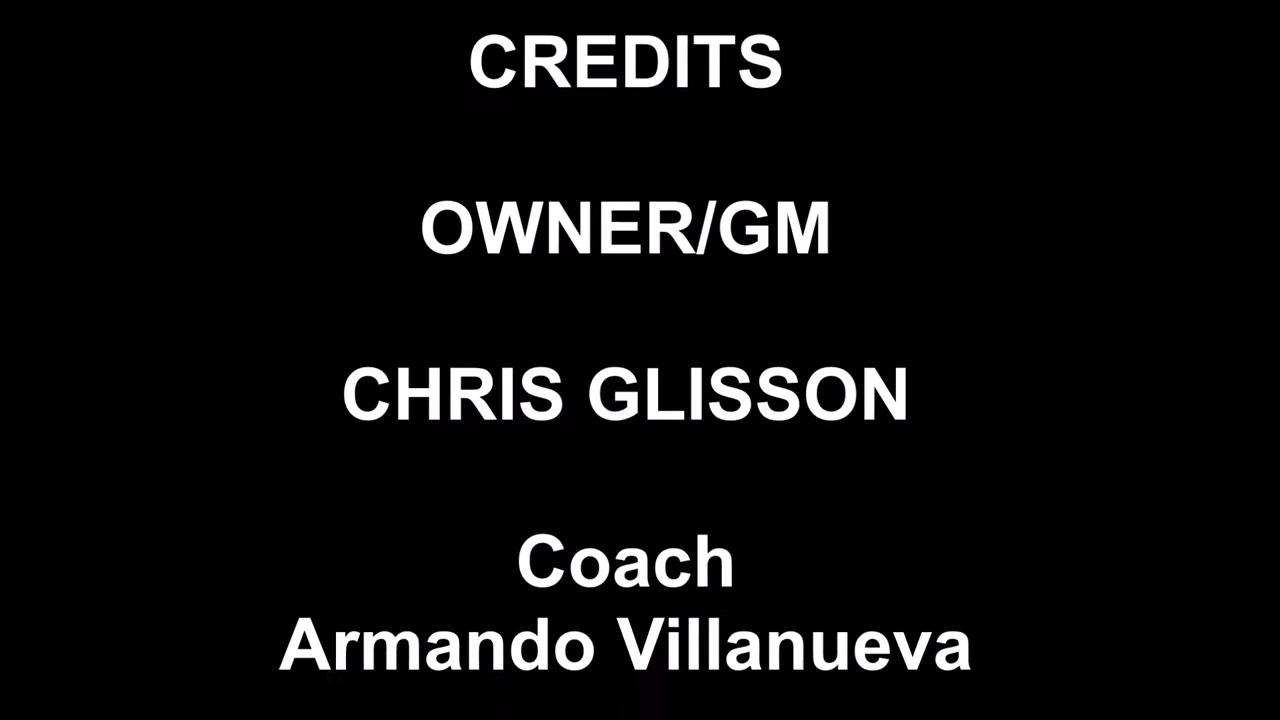 CREDITS
OWNER/GM
CHRIS GLISSON
Coach
Armando Villanueva